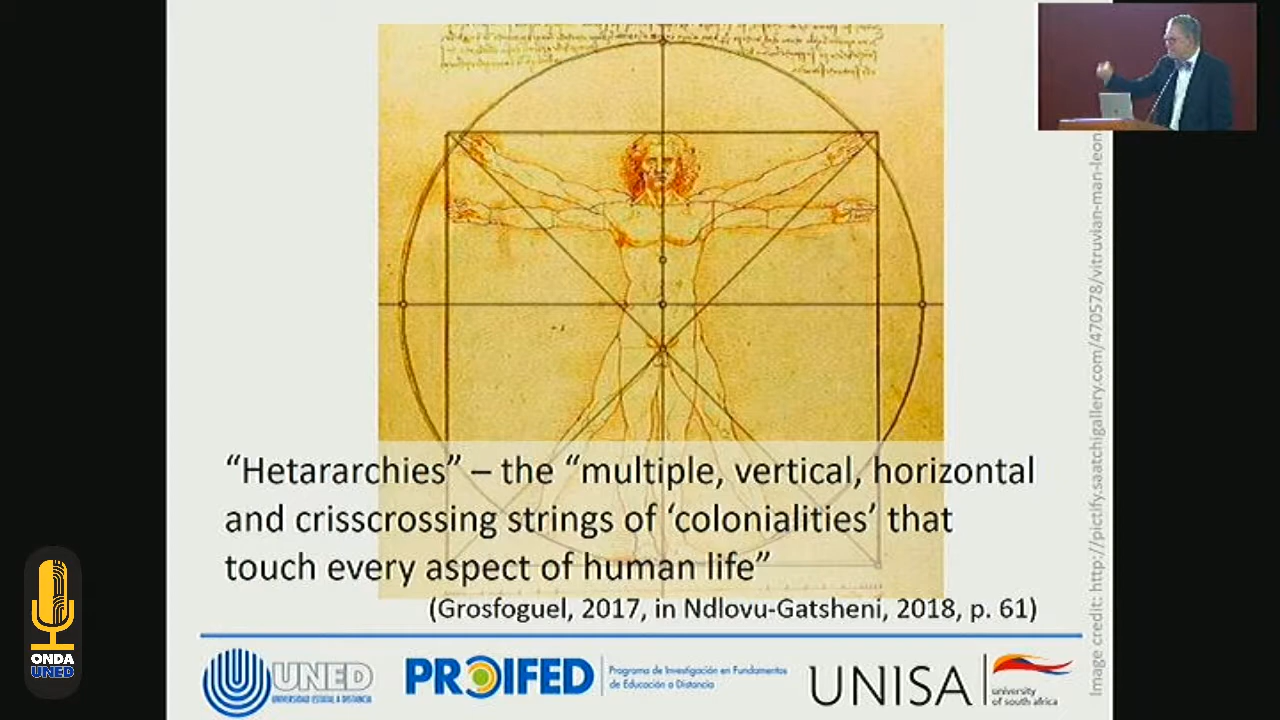 “Hetararchies” – the “multiple, vertical, horizontal
and crisscrossing strings of ‘colonialities’ that
touch every aspect of human life”
(Grosfoguel, 2017, in Ndlovu-Gatsheni, 2018, p. 61)
Image credit: http://pictify.saatchigallery.com/470578/vitruvian-man-leon
ONDA
UNED
UNED
UNIVERSIDAD ESTATAL A DISTANCIA
PROIFED
Programa de Investigación en Fundamentos
de Educación a Distancia
UNISA
university
of south africa